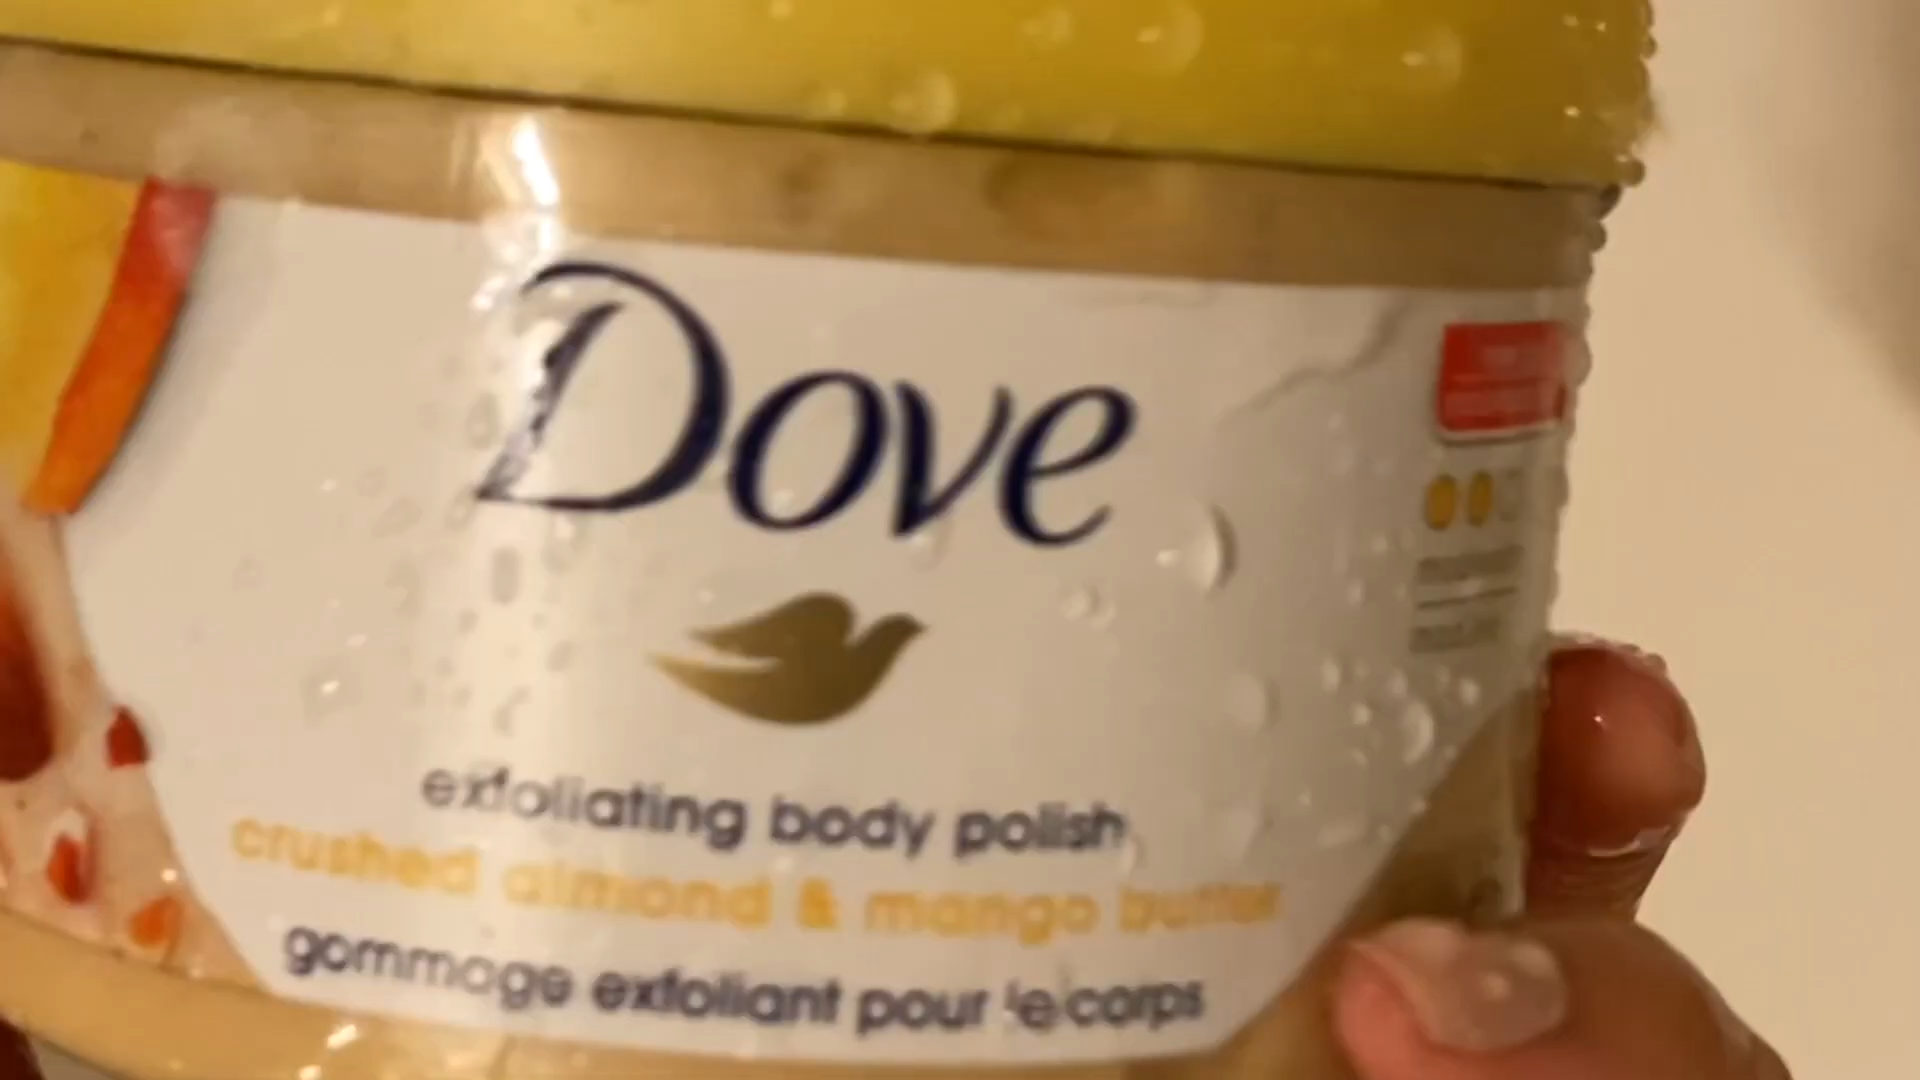 Dove
exfoliating body polish
crushed almond & mango butter
gommage exfoliant pour le corps